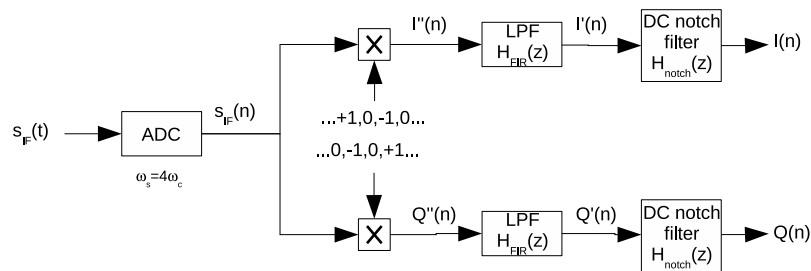 I''(n)
LPF
H_FIR(z)
I'(n)
DC notch
filter
H_notch(z)
I(n)
s_IF(t)
ADC
s_IF(n)
ω_s=4ω_c
...+1,0,-1,0...
...0,-1,0,+1...
X
X
Q''(n)
LPF
H_FIR(z)
Q'(n)
DC notch
filter
H_notch(z)
Q(n)